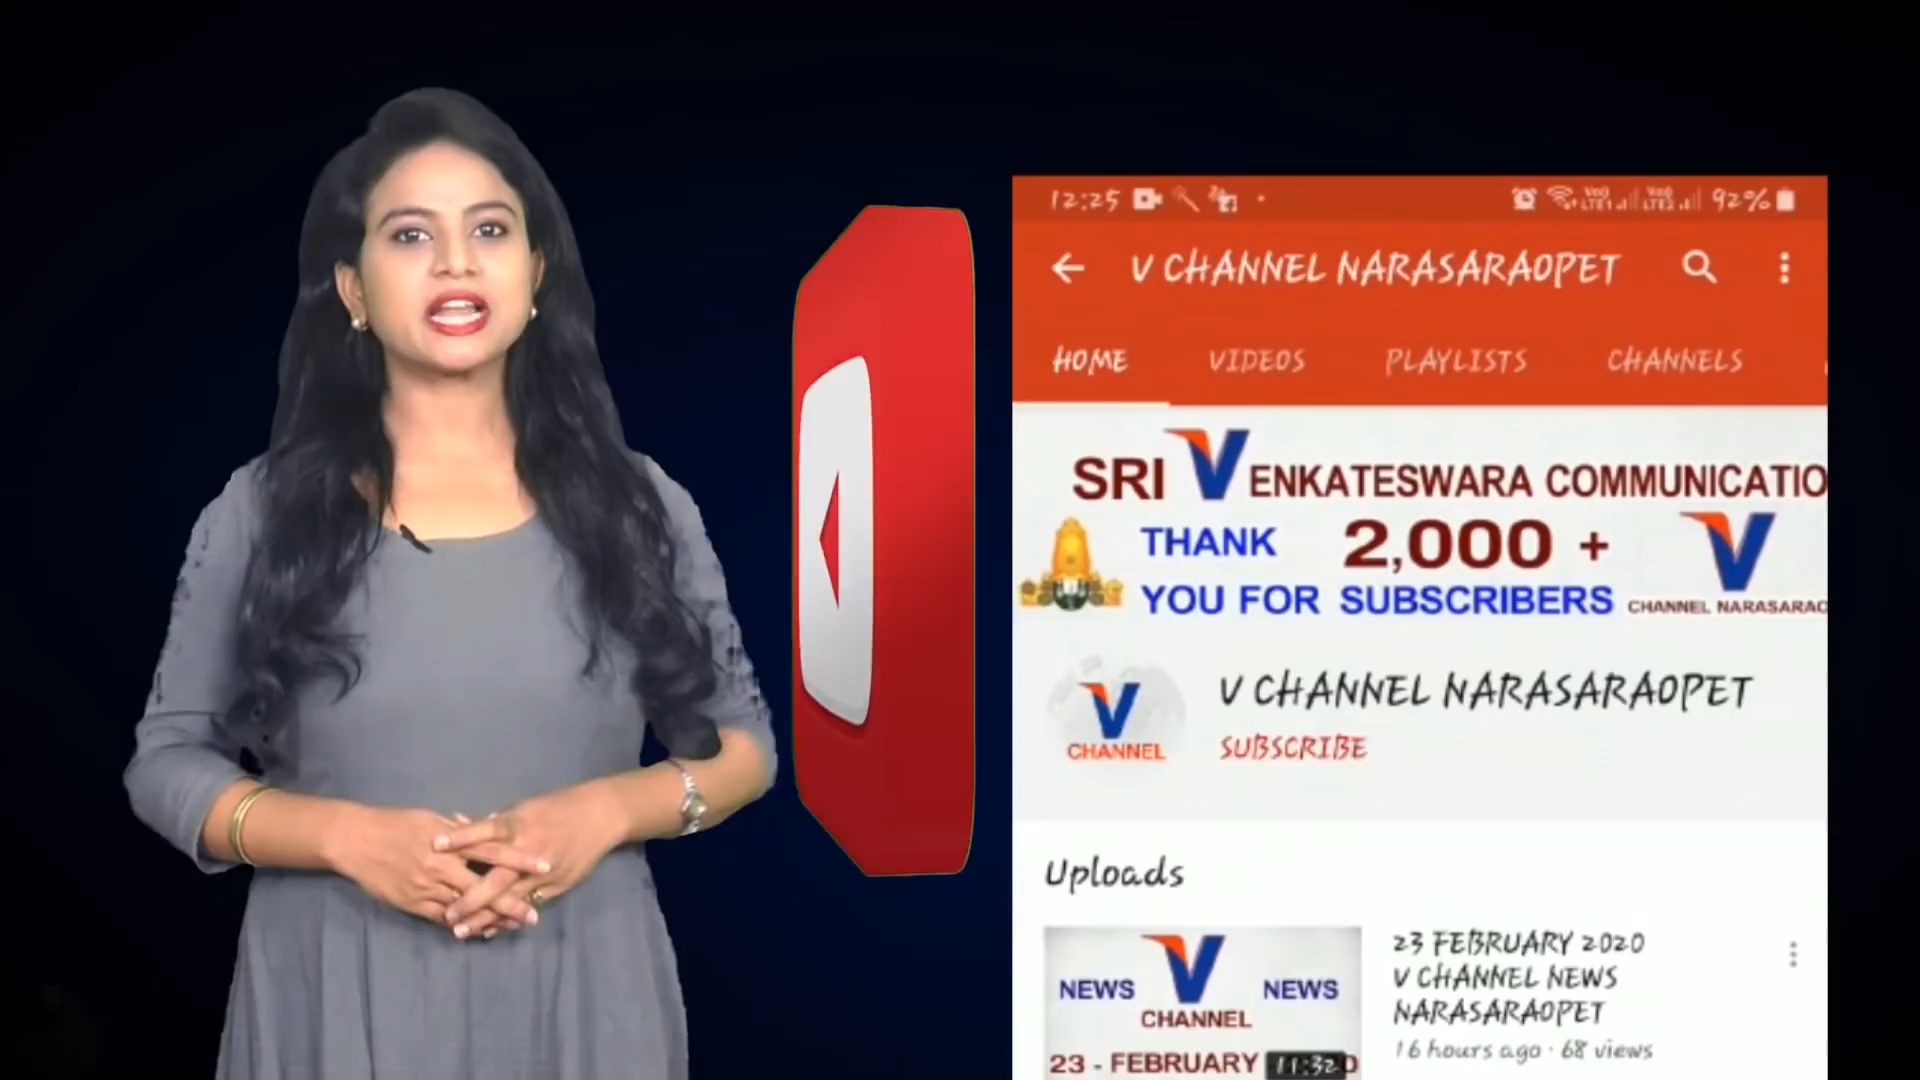 12:25 92%
V CHANNEL NARASARAOPET
HOME VIDEOS PLAYLISTS CHANNELS
SRI VENKATESWARA COMMUNICATIO
THANK 2,000 + V
YOU FOR SUBSCRIBERS CHANNEL NARASARAO
V CHANNEL NARASARAOPET
V
CHANNEL
SUBSCRIBE
Uploads
NEWS V NEWS
CHANNEL
23 - FEBRUARY
11:32
23 FEBRUARY 2020
V CHANNEL NEWS
NARASARAOPET
16 hours ago · 68 views